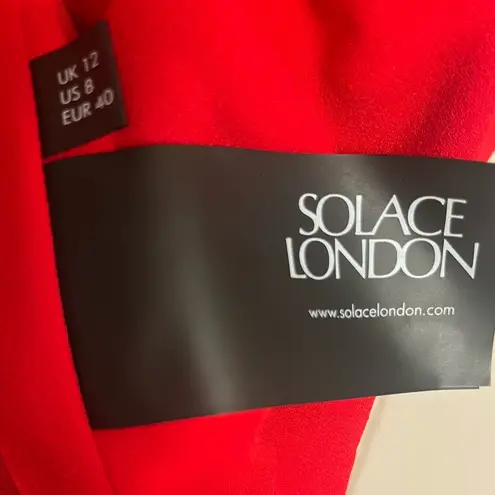 UK 12
US 8
EUR 40
SOLACE
LONDON
www.solacelondon.com